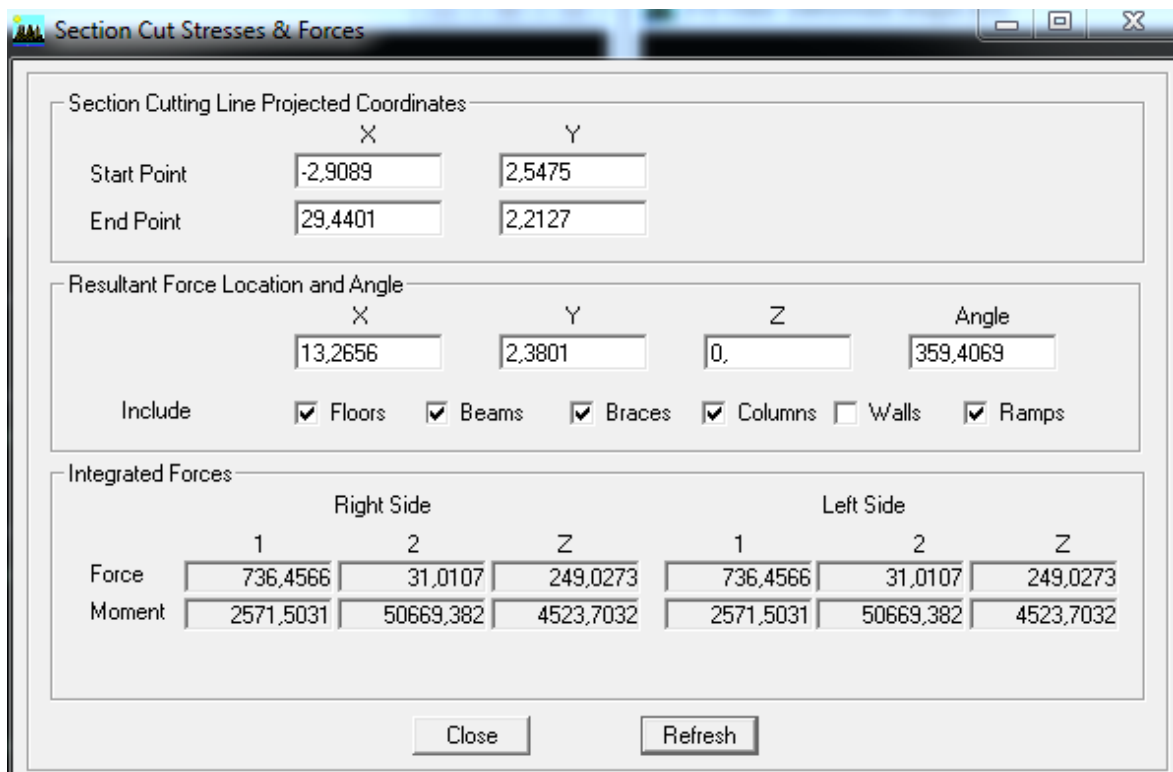 Section Cut Stresses & Forces
Section Cutting Line Projected Coordinates
X Y
Start Point -2,9089 2,5475
End Point 29,4401 2,2127
Resultant Force Location and Angle
X Y Z Angle
13,2656 2,3801 0, 359,4069
Include Floors Beams Braces Columns Walls Ramps
Integrated Forces
Right Side Left Side
1 2 Z 1 2 Z
Force 736,4566 31,0107 249,0273 736,4566 31,0107 249,0273
Moment 2571,5031 50669,382 4523,7032 2571,5031 50669,382 4523,7032
Close Refresh